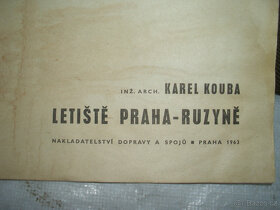 INŽ. ARCH. KAREL KOUBA
LETIŠTĚ PRAHA-RUZYNĚ
NAKLADATELSTVÍ DOPRAVY A SPOJŮ ▪ PRAHA 1963